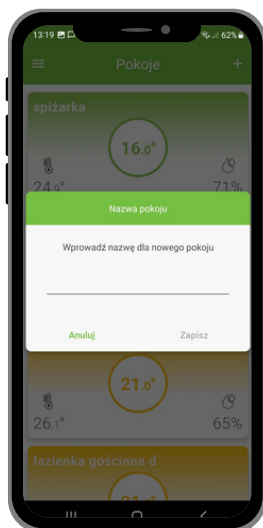 13:19 62%
Pokoje +
spiżarka
16.0°
24.9° 71%
Nazwa pokoju
Wprowadź nazwę dla nowego pokoju
Anuluj Zapisz
21.0°
26.1° 65%
łazienka gościnna d